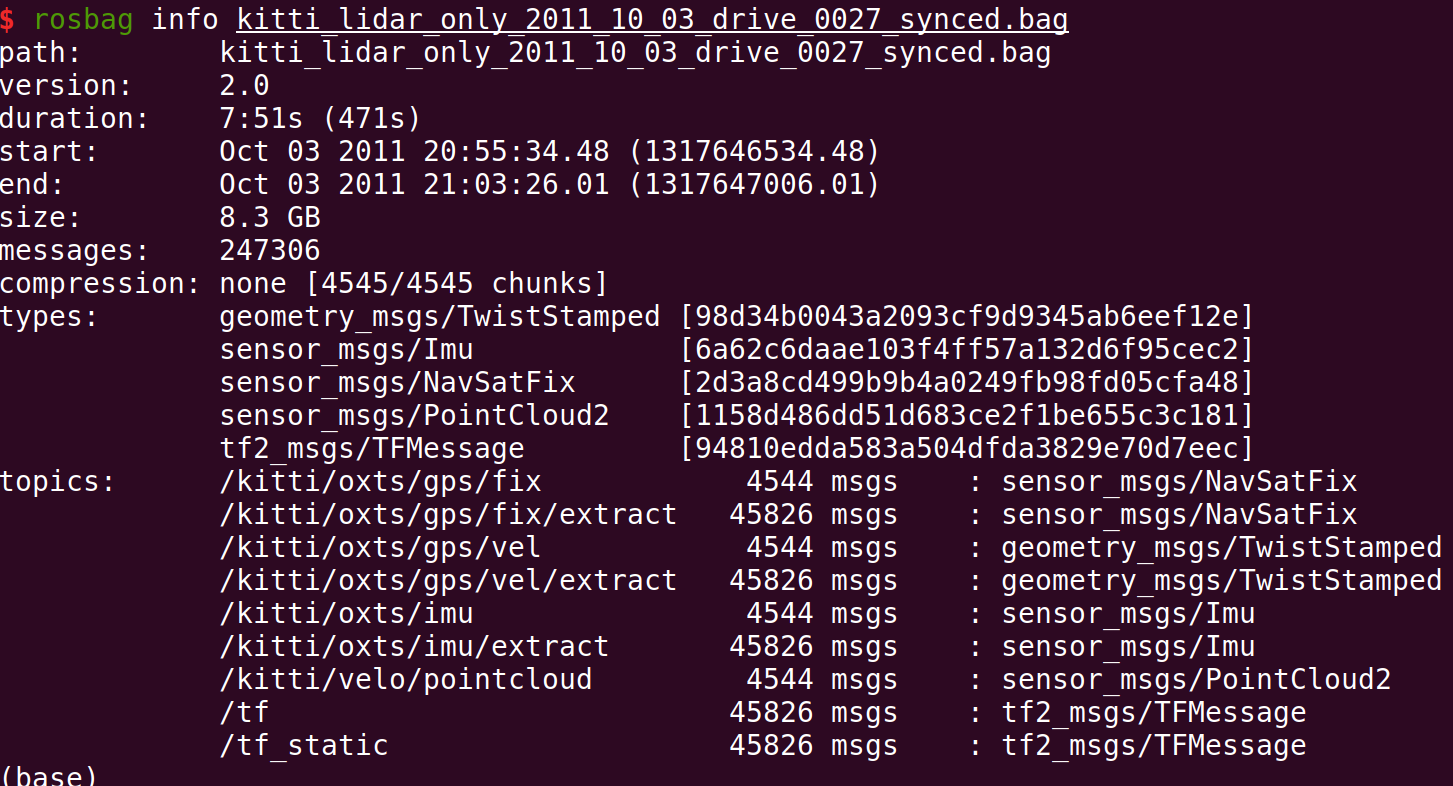 $ rosbag info kitti_lidar_only_2011_10_03_drive_0027_synced.bag
path:        kitti_lidar_only_2011_10_03_drive_0027_synced.bag
version:     2.0
duration:    7:51s (471s)
start:       Oct 03 2011 20:55:34.48 (1317646534.48)
end:         Oct 03 2011 21:03:26.01 (1317647006.01)
size:        8.3 GB
messages:    247306
compression: none [4545/4545 chunks]
types:       geometry_msgs/TwistStamped [98d34b0043a2093cf9d9345ab6eef12e]
             sensor_msgs/Imu            [6a62c6daae103f4ff57a132d6f95cec2]
             sensor_msgs/NavSatFix      [2d3a8cd499b9b4a0249fb98fd05cfa48]
             sensor_msgs/PointCloud2    [1158d486dd51d683ce2f1be655c3c181]
             tf2_msgs/TFMessage         [94810edda583a504dfda3829e70d7eec]
topics:      /kitti/oxts/gps/fix            4544 msgs    : sensor_msgs/NavSatFix
             /kitti/oxts/gps/fix/extract   45826 msgs    : sensor_msgs/NavSatFix
             /kitti/oxts/gps/vel            4544 msgs    : geometry_msgs/TwistStamped
             /kitti/oxts/gps/vel/extract   45826 msgs    : geometry_msgs/TwistStamped
             /kitti/oxts/imu                4544 msgs    : sensor_msgs/Imu
             /kitti/oxts/imu/extract       45826 msgs    : sensor_msgs/Imu
             /kitti/velo/pointcloud         4544 msgs    : sensor_msgs/PointCloud2
             /tf                           45826 msgs    : tf2_msgs/TFMessage
             /tf_static                    45826 msgs    : tf2_msgs/TFMessage
(base)